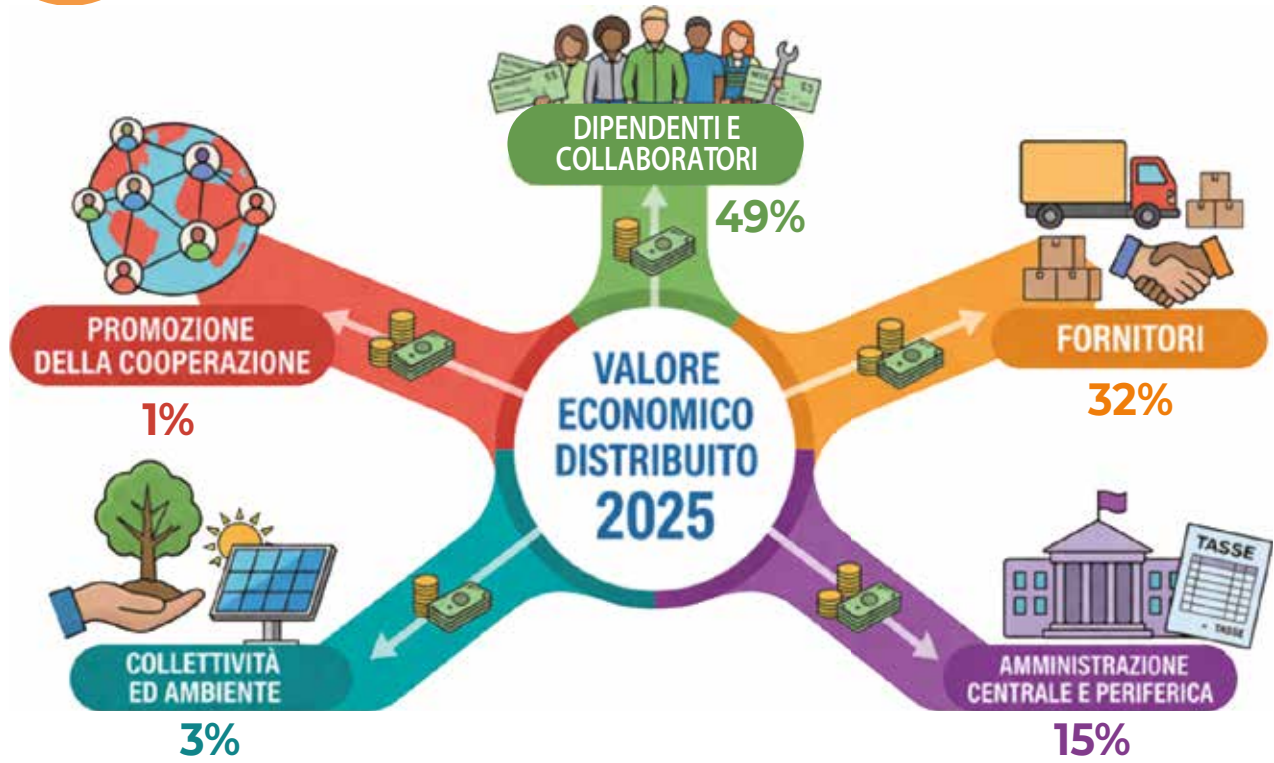 DIPENDENTI E
COLLABORATORI
49%
PROMOZIONE
DELLA COOPERAZIONE
1%
FORNITORI
32%
VALORE
ECONOMICO
DISTRIBUITO
2025
COLLETTIVITÀ
ED AMBIENTE
3%
TASSE
TASSE
AMMINISTRAZIONE
CENTRALE E PERIFERICA
15%